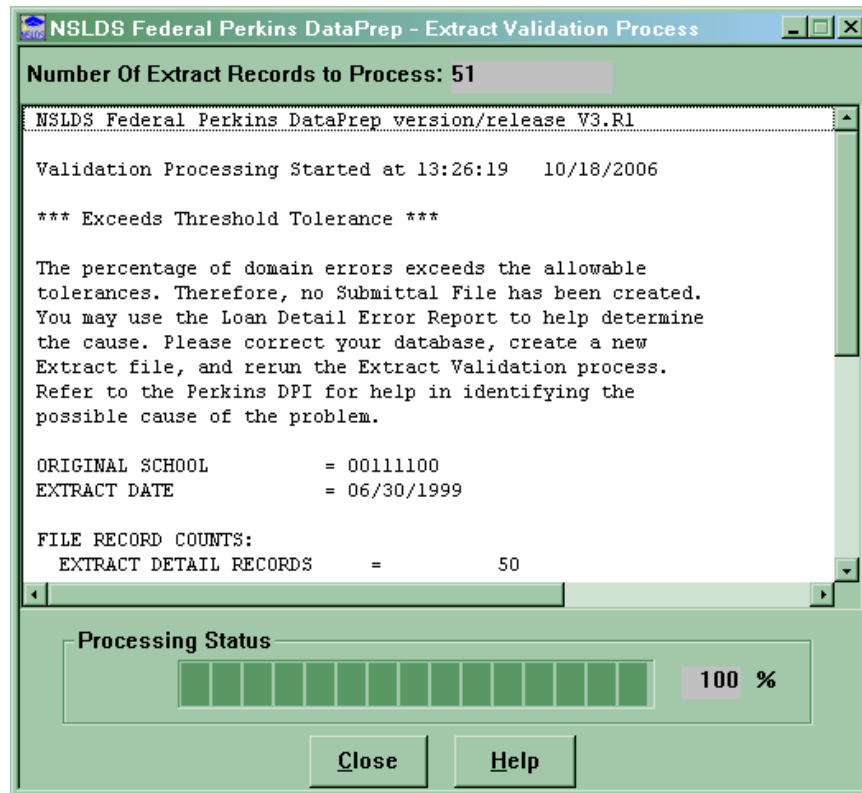 NSLDS Federal Perkins DataPrep - Extract Validation Process
Number Of Extract Records to Process: 51
NSLDS Federal Perkins DataPrep version/release V3.R1
Validation Processing Started at 13:26:19 10/18/2006
*** Exceeds Threshold Tolerance ***
The percentage of domain errors exceeds the allowable
tolerances. Therefore, no Submittal File has been created.
You may use the Loan Detail Error Report to help determine
the cause. Please correct your database, create a new
Extract file, and rerun the Extract Validation process.
Refer to the Perkins DPI for help in identifying the
possible cause of the problem.
ORIGINAL SCHOOL = 00111100
EXTRACT DATE = 06/30/1999
FILE RECORD COUNTS:
EXTRACT DETAIL RECORDS = 50
Processing Status
100 %
Close Help